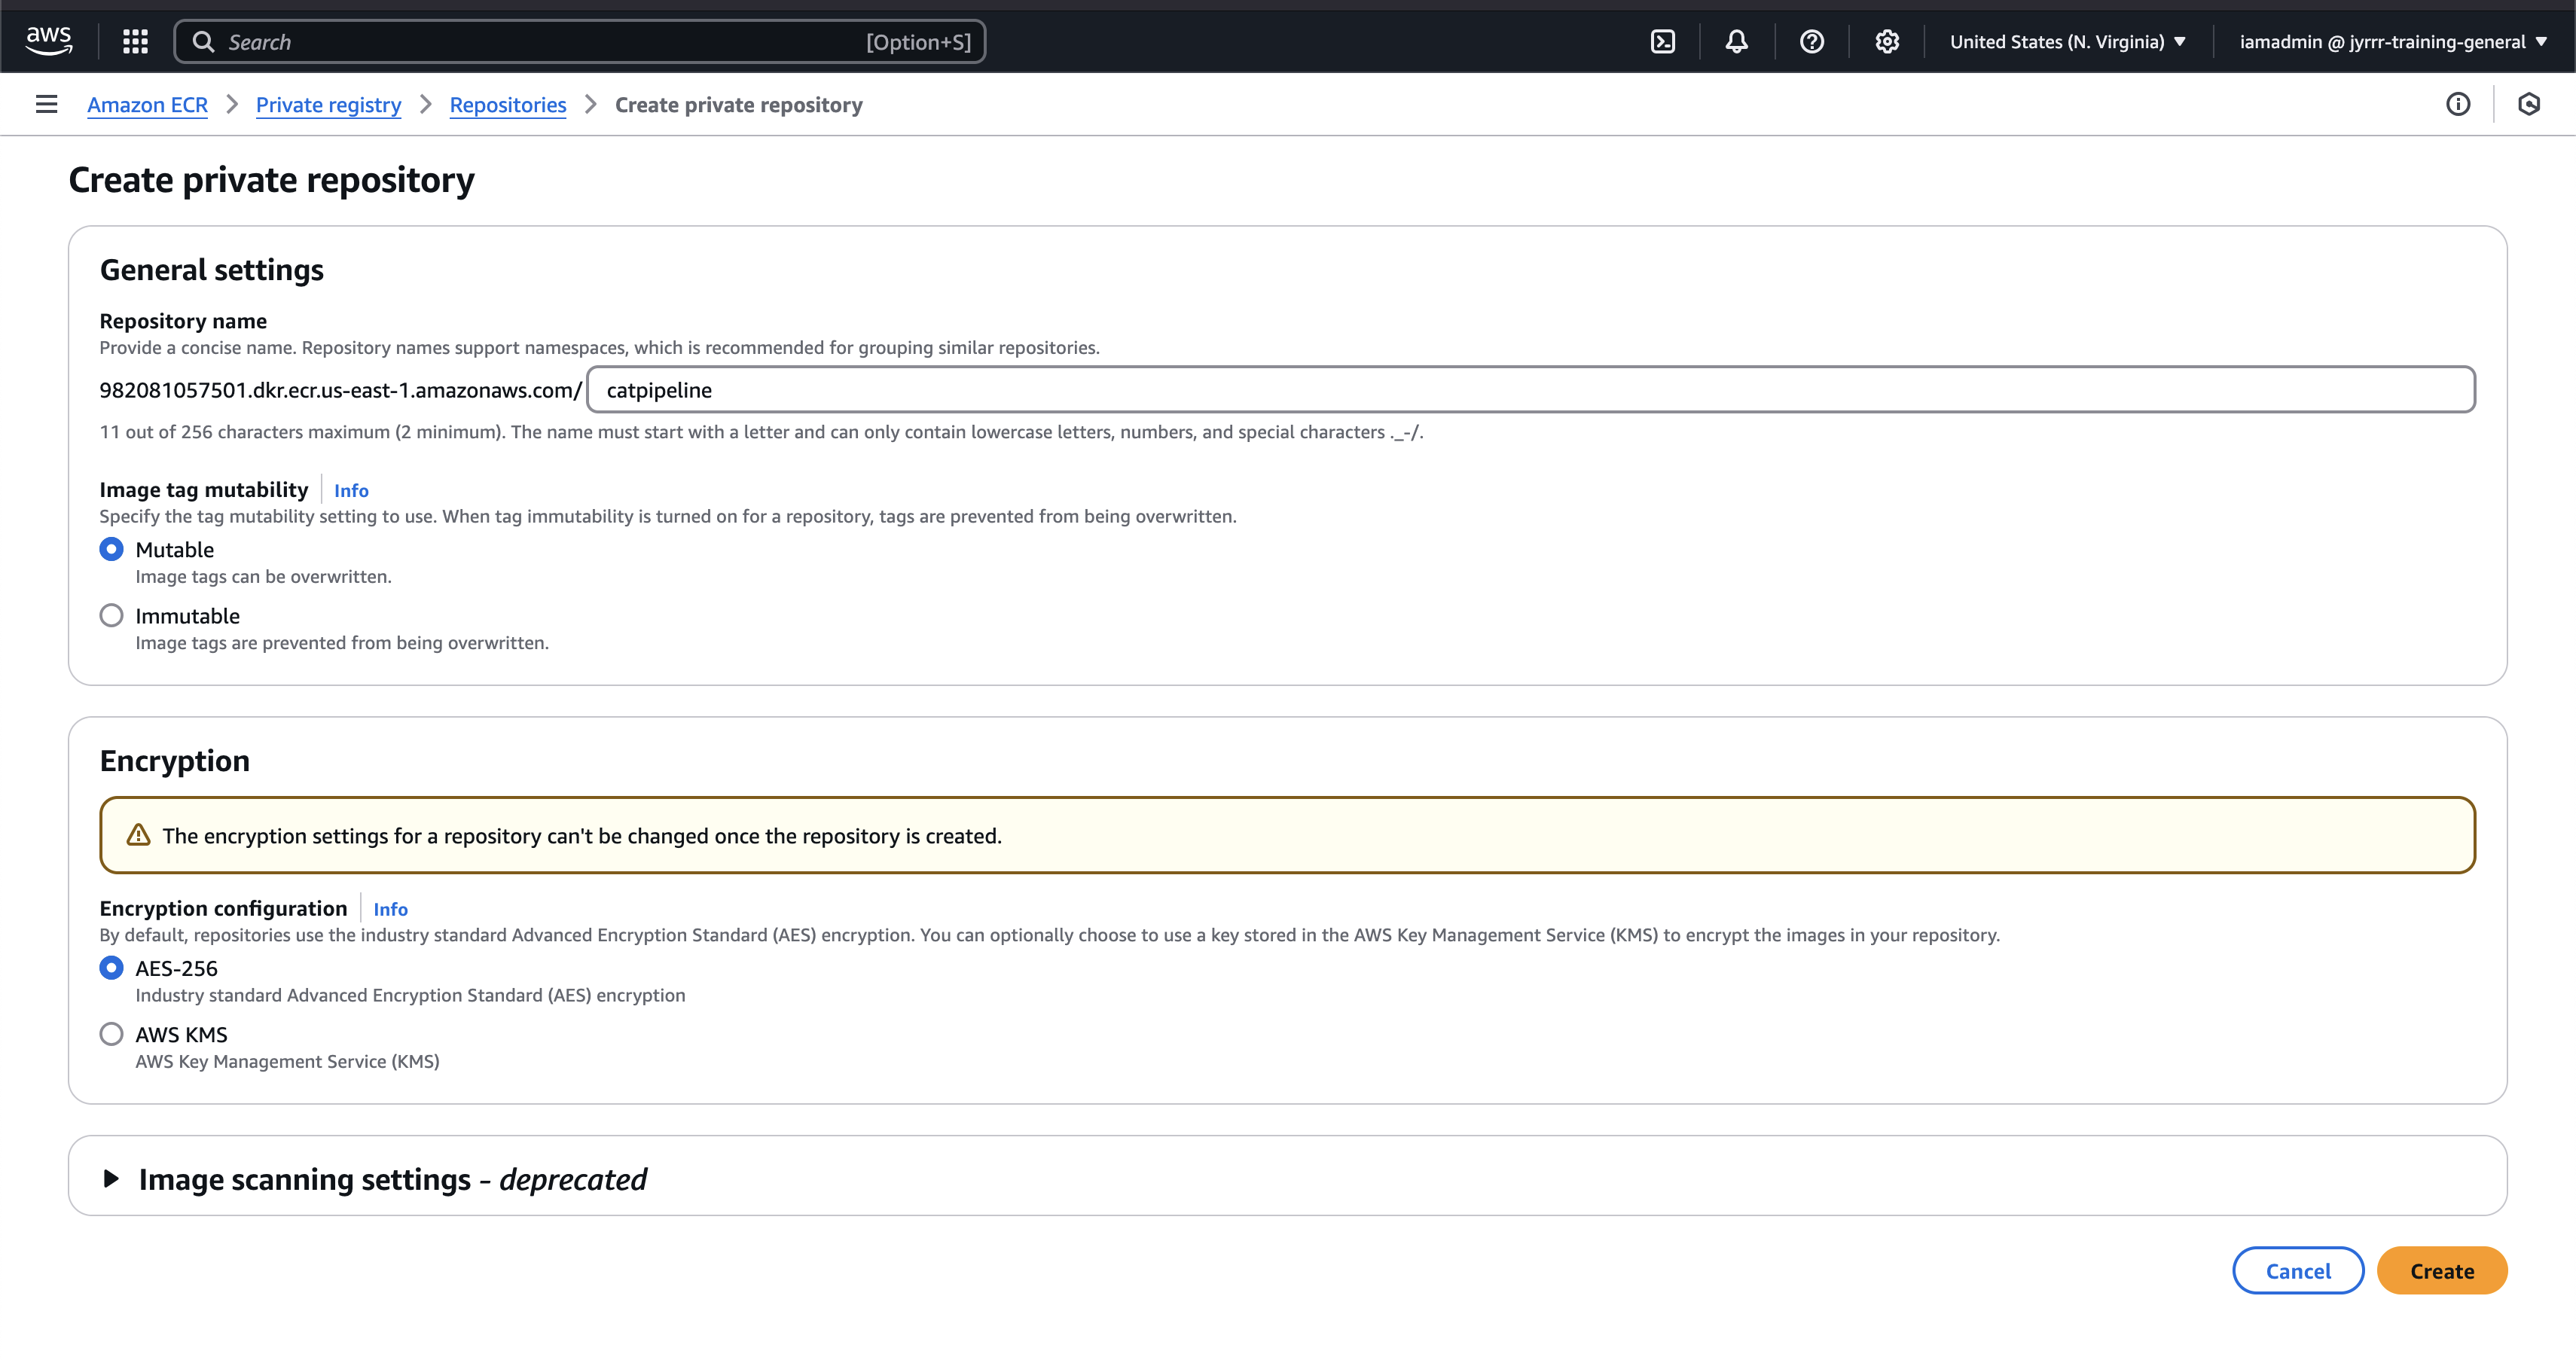 aws
Search [Option+S]
United States (N. Virginia)
iamadmin @ jyrrr-training-general
Amazon ECR
Private registry
Repositories
Create private repository
Create private repository
General settings
Repository name
Provide a concise name. Repository names support namespaces, which is recommended for grouping similar repositories.
982081057501.dkr.ecr.us-east-1.amazonaws.com/ catpipeline
11 out of 256 characters maximum (2 minimum). The name must start with a letter and can only contain lowercase letters, numbers, and special characters ._-/.
Image tag mutability Info
Specify the tag mutability setting to use. When tag immutability is turned on for a repository, tags are prevented from being overwritten.
Mutable
Image tags can be overwritten.
Immutable
Image tags are prevented from being overwritten.
Encryption
The encryption settings for a repository can't be changed once the repository is created.
Encryption configuration Info
By default, repositories use the industry standard Advanced Encryption Standard (AES) encryption. You can optionally choose to use a key stored in the AWS Key Management Service (KMS) to encrypt the images in your repository.
AES-256
Industry standard Advanced Encryption Standard (AES) encryption
AWS KMS
AWS Key Management Service (KMS)
Image scanning settings - deprecated
Cancel
Create